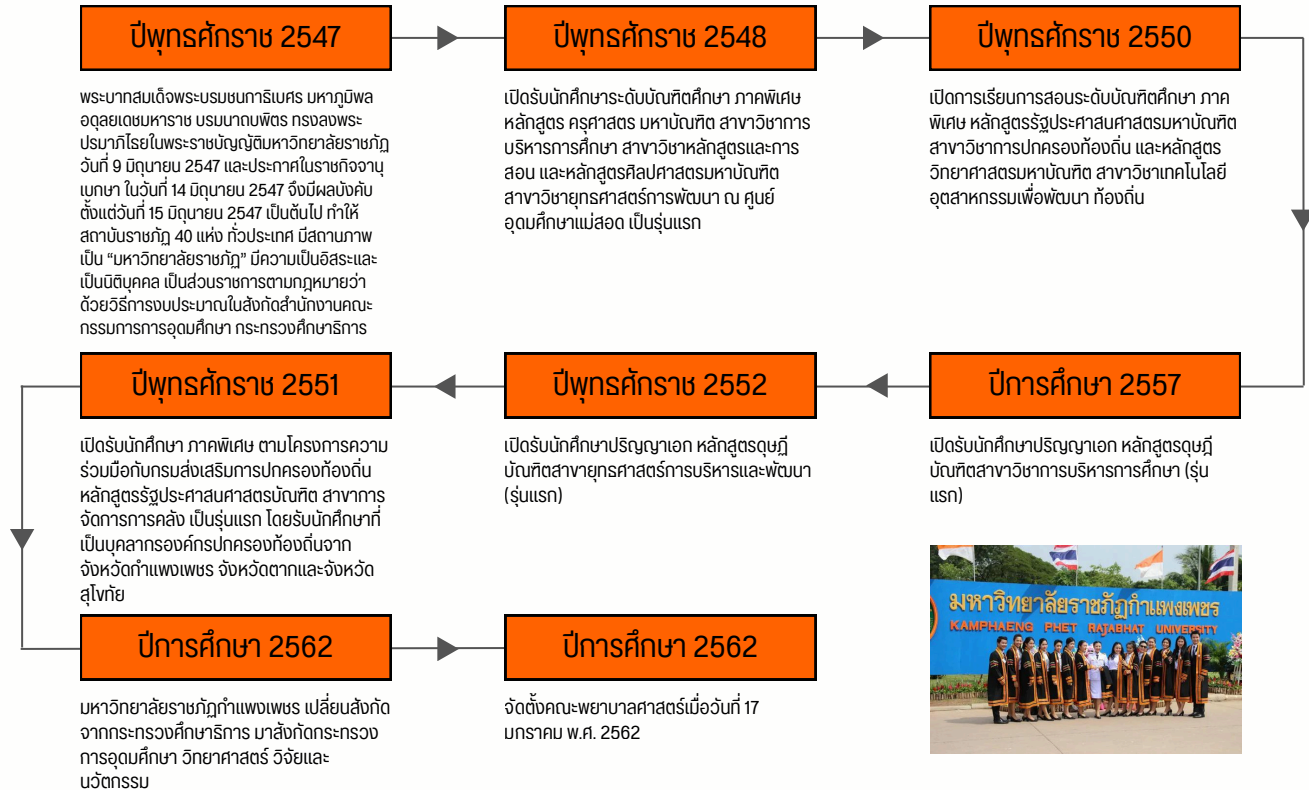 ปีพุทธศักราช 2547
พระบาทสมเด็จพระบรมชนกาธิเบศร มหาภูมิพล
อดุลยเดชมหาราช บรมนาถบพิตร ทรงลงพระ
ปรมาภิไธยในพระราชบัญญัติมหาวิทยาลัยราชภัฏ
วันที่ 9 มิถุนายน 2547 และประกาศในราชกิจจานุ
เบกษา ในวันที่ 14 มิถุนายน 2547 จึงมีผลบังคับ
ตั้งแต่วันที่ 15 มิถุนายน 2547 เป็นต้นไป ทำให้
สถาบันราชภัฏ 40 แห่ง ทั่วประเทศ มีสถานภาพ
เป็น “มหาวิทยาลัยราชภัฏ” มีความเป็นอิสระและ
เป็นนิติบุคคล เป็นส่วนราชการตามกฎหมายว่า
ด้วยวิธีการงบประมาณในสังกัดสำนักงานคณะ
กรรมการการอุดมศึกษา กระทรวงศึกษาธิการ
ปีพุทธศักราช 2548
เปิดรับนักศึกษาระดับบัณฑิตศึกษา ภาคพิเศษ
หลักสูตร ครุศาสตร มหาบัณฑิต สาขาวิชาการ
บริหารการศึกษา สาขาวิชาหลักสูตรและการ
สอน และหลักสูตรศิลปศาสตรมหาบัณฑิต
สาขาวิชายุทธศาสตร์การพัฒนา ณ ศูนย์
อุดมศึกษาแม่สอด เป็นรุ่นแรก
ปีพุทธศักราช 2550
เปิดการเรียนการสอนระดับบัณฑิตศึกษา ภาค
พิเศษ หลักสูตรรัฐประศาสนศาสตรมหาบัณฑิต
สาขาวิชาการปกครองท้องถิ่น และหลักสูตร
วิทยาศาสตรมหาบัณฑิต สาขาวิชาเทคโนโลยี
อุตสาหกรรมเพื่อพัฒนา ท้องถิ่น
ปีพุทธศักราช 2551
เปิดรับนักศึกษา ภาคพิเศษ ตามโครงการความ
ร่วมมือกับกรมส่งเสริมการปกครองท้องถิ่น
หลักสูตรรัฐประศาสนศาสตรบัณฑิต สาขาการ
จัดการการคลัง เป็นรุ่นแรก โดยรับนักศึกษาที่
เป็นบุคลากรองค์กรปกครองท้องถิ่นจาก
จังหวัดกำแพงเพชร จังหวัดตากและจังหวัด
สุโขทัย
ปีพุทธศักราช 2552
เปิดรับนักศึกษาปริญญาเอก หลักสูตรดุษฎี
บัณฑิตสาขายุทธศาสตร์การบริหารและพัฒนา
(รุ่นแรก)
ปีการศึกษา 2557
เปิดรับนักศึกษาปริญญาเอก หลักสูตรดุษฎี
บัณฑิตสาขาวิชาการบริหารการศึกษา (รุ่น
แรก)
มหาวิทยาลัยราชภัฏกำแพงเพชร
KAMPHAENG PHET RAJABHAT UNIVERSITY
ปีการศึกษา 2562
มหาวิทยาลัยราชภัฏกำแพงเพชร เปลี่ยนสังกัด
จากกระทรวงศึกษาธิการ มาสังกัดกระทรวง
การอุดมศึกษา วิทยาศาสตร์ วิจัยและ
นวัตกรรม
ปีการศึกษา 2562
จัดตั้งคณะพยาบาลศาสตร์เมื่อวันที่ 17
มกราคม พ.ศ. 2562